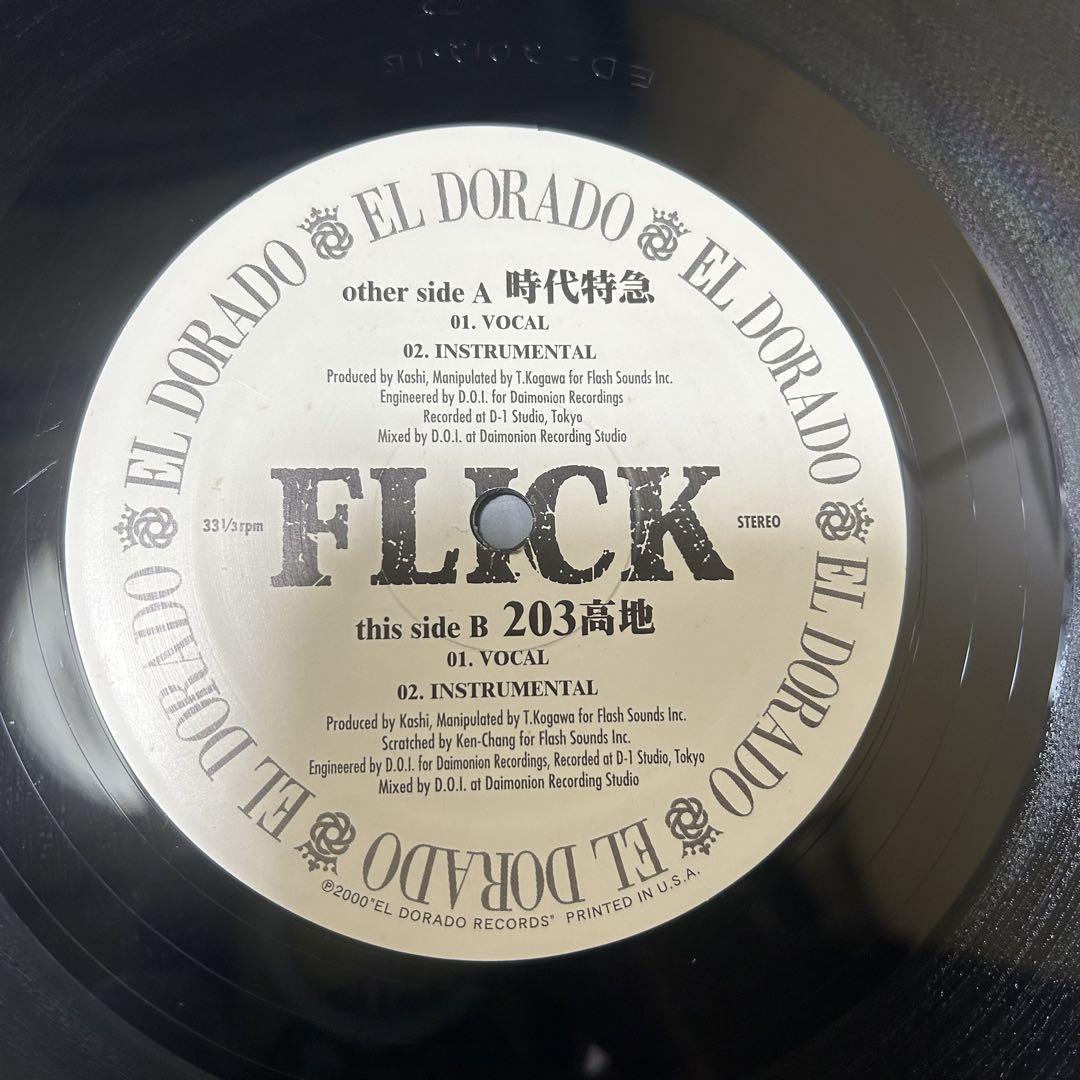 EL DORADO EL DORADO EL DORADO EL DORADO EL DORADO EL DORADO EL DORADO EL DORADO
other side A 時代特急
01. VOCAL
02. INSTRUMENTAL
Produced by Kashi, Manipulated by T.Kogawa for Flash Sounds Inc.
Engineered by D.O.I. for Daimonion Recordings
Recorded at D-1 Studio, Tokyo
Mixed by D.O.I. at Daimonion Recording Studio
33 1/3 rpm
FLICK
STEREO
this side B 203高地
01. VOCAL
02. INSTRUMENTAL
Produced by Kashi, Manipulated by T.Kogawa for Flash Sounds Inc.
Scratched by Ken-Chang for Flash Sounds Inc.
Engineered by D.O.I. for Daimonion Recordings, Recorded at D-1 Studio, Tokyo
Mixed by D.O.I. at Daimonion Recording Studio
℗2000 "EL DORADO RECORDS" PRINTED IN U.S.A.